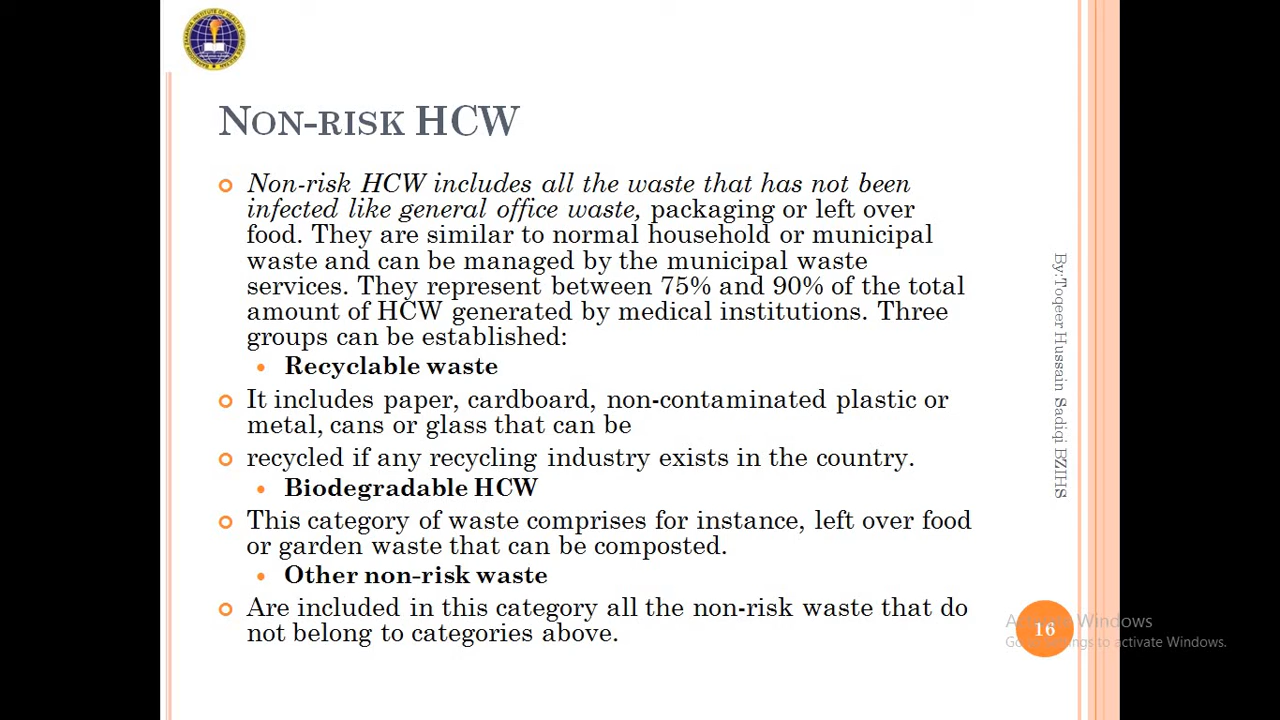 NON-RISK HCW
Non-risk HCW includes all the waste that has not been
infected like general office waste, packaging or left over
food. They are similar to normal household or municipal
waste and can be managed by the municipal waste
services. They represent between 75% and 90% of the total
amount of HCW generated by medical institutions. Three
groups can be established:
Recyclable waste
It includes paper, cardboard, non-contaminated plastic or
metal, cans or glass that can be
recycled if any recycling industry exists in the country.
Biodegradable HCW
This category of waste comprises for instance, left over food
or garden waste that can be composted.
Other non-risk waste
Are included in this category all the non-risk waste that do
not belong to categories above.
By:Toqeer Hussain Sadiqi BZIHS
16
Windows
to activate Windows.